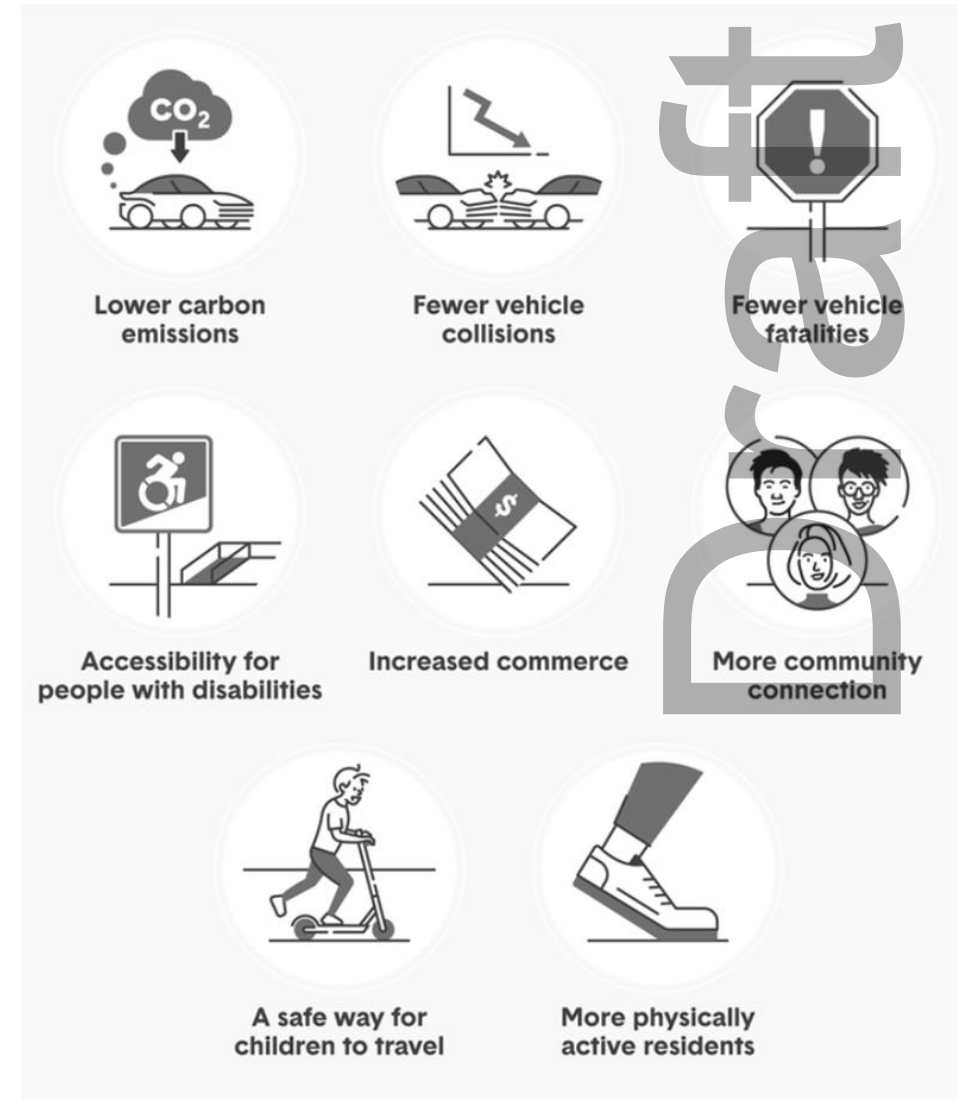 CO2
Lower carbon
emissions
Fewer vehicle
collisions
!
Fewer vehicle
fatalities
Accessibility for
people with disabilities
$
Increased commerce
More community
connection
A safe way for
children to travel
More physically
active residents
Draft